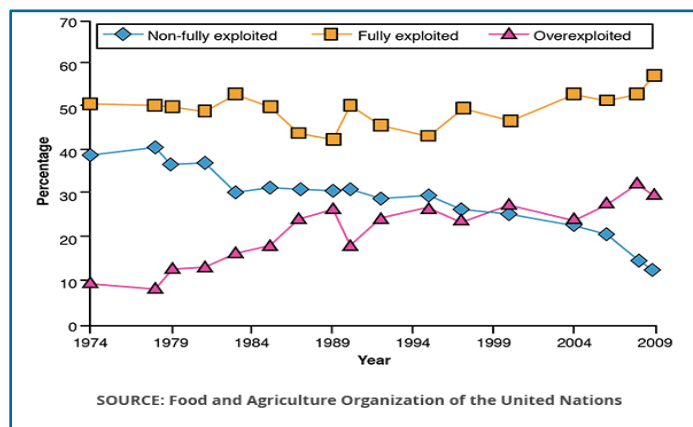 70
Non-fully exploited Fully exploited Overexploited
60
50
40
30
20
10
0
Percentage
1974 1979 1984 1989 1994 1999 2004 2009
Year
SOURCE: Food and Agriculture Organization of the United Nations